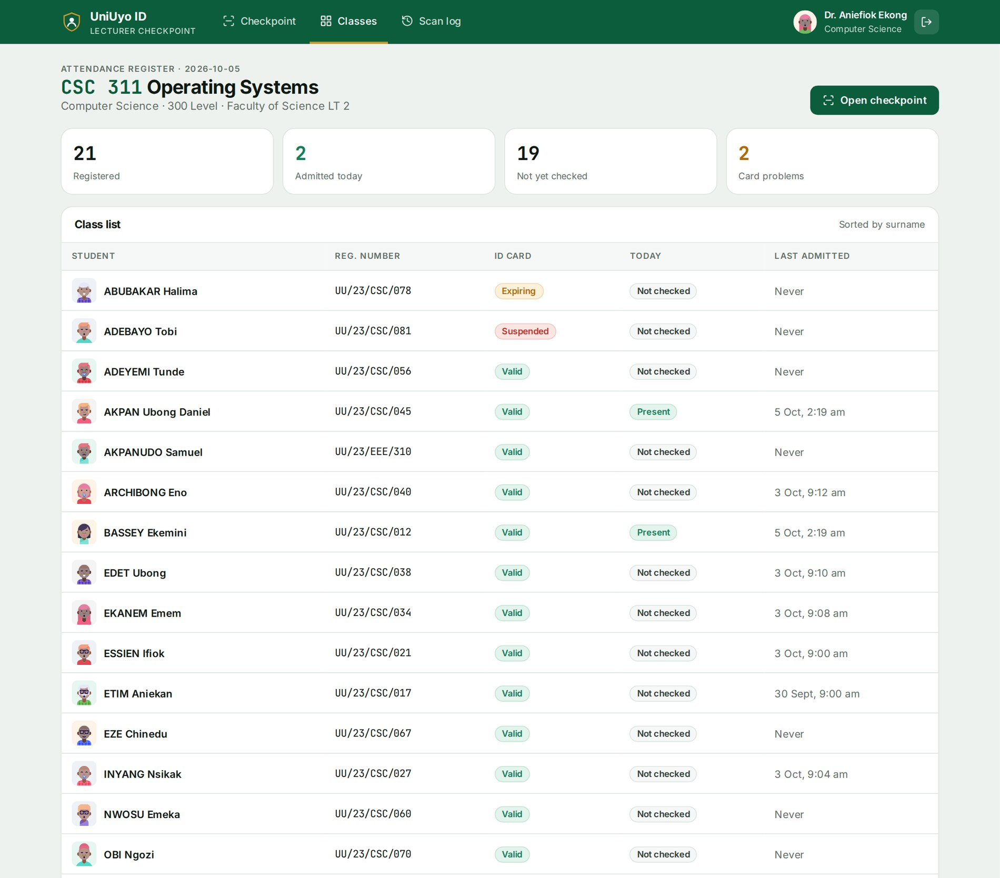 UniUyo ID
LECTURER CHECKPOINT
Checkpoint
Classes
Scan log
Dr. Aniefiok Ekong
Computer Science
ATTENDANCE REGISTER · 2026-10-05
CSC 311 Operating Systems
Computer Science · 300 Level · Faculty of Science LT 2
Open checkpoint
21
Registered
2
Admitted today
19
Not yet checked
2
Card problems
Class list
Sorted by surname
STUDENT REG. NUMBER ID CARD TODAY LAST ADMITTED
ABUBAKAR Halima UU/23/CSC/078 Expiring Not checked Never
ADEBAYO Tobi UU/23/CSC/081 Suspended Not checked Never
ADEYEMI Tunde UU/23/CSC/056 Valid Not checked Never
AKPAN Ubong Daniel UU/23/CSC/045 Valid Present 5 Oct, 2:19 am
AKPANUDO Samuel UU/23/EEE/310 Valid Not checked Never
ARCHIBONG Eno UU/23/CSC/040 Valid Not checked 3 Oct, 9:12 am
BASSEY Ekemini UU/23/CSC/012 Valid Present 5 Oct, 2:19 am
EDET Ubong UU/23/CSC/038 Valid Not checked 3 Oct, 9:10 am
EKANEM Emem UU/23/CSC/034 Valid Not checked 3 Oct, 9:08 am
ESSIEN Ifiok UU/23/CSC/021 Valid Not checked 3 Oct, 9:00 am
ETIM Aniekan UU/23/CSC/017 Valid Not checked 30 Sept, 9:00 am
EZE Chinedu UU/23/CSC/067 Valid Not checked Never
INYANG Nsikak UU/23/CSC/027 Valid Not checked 3 Oct, 9:04 am
NWOSU Emeka UU/23/CSC/060 Valid Not checked Never
OBI Ngozi UU/23/CSC/070 Valid Not checked Never